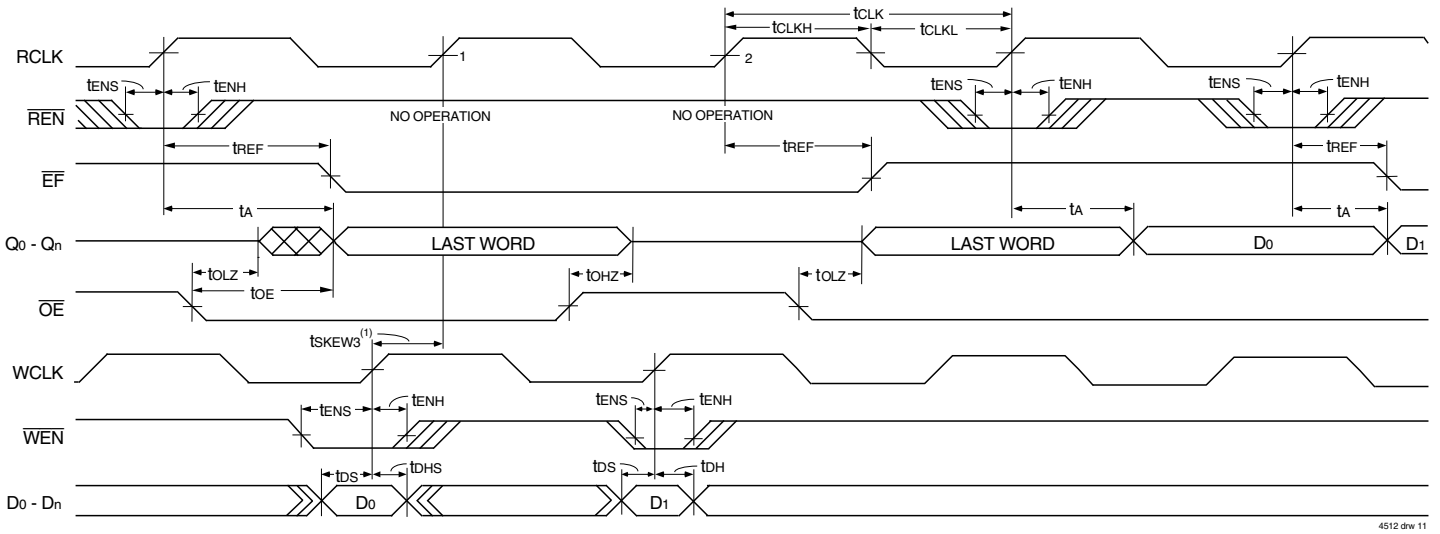 tCLK
tCLKH tCLKL
RCLK 1 2
tENS tENH tENS tENH tENS tENH
REN NO OPERATION NO OPERATION
tREF tREF tREF
EF
tA tA tA
Q0 - Qn LAST WORD LAST WORD D0 D1
tOLZ tOHZ tOLZ
tOE
OE
tSKEW3(1)
WCLK
tENS tENH tENS tENH
WEN
tDS tDHS tDS tDH
D0 - Dn D0 D1
4512 drw 11